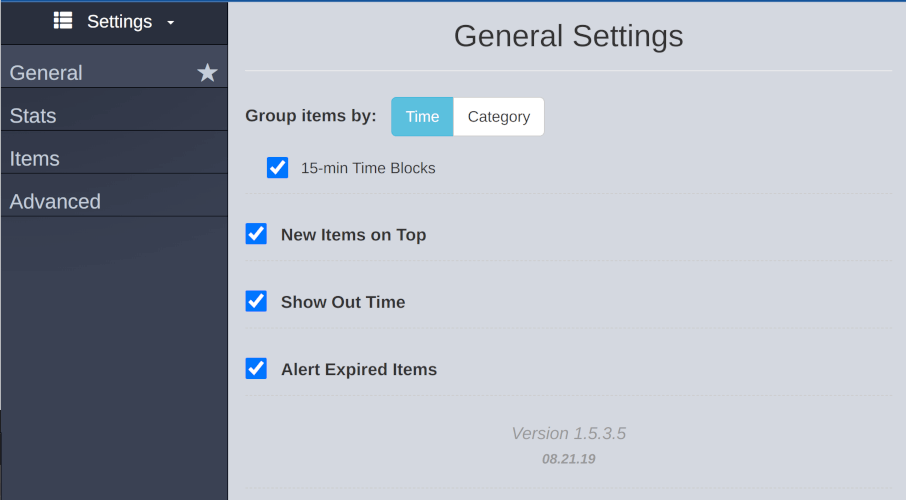 Settings
General
Stats
Items
Advanced
General Settings
Group items by: Time Category
15-min Time Blocks
New Items on Top
Show Out Time
Alert Expired Items
Version 1.5.3.5
08.21.19